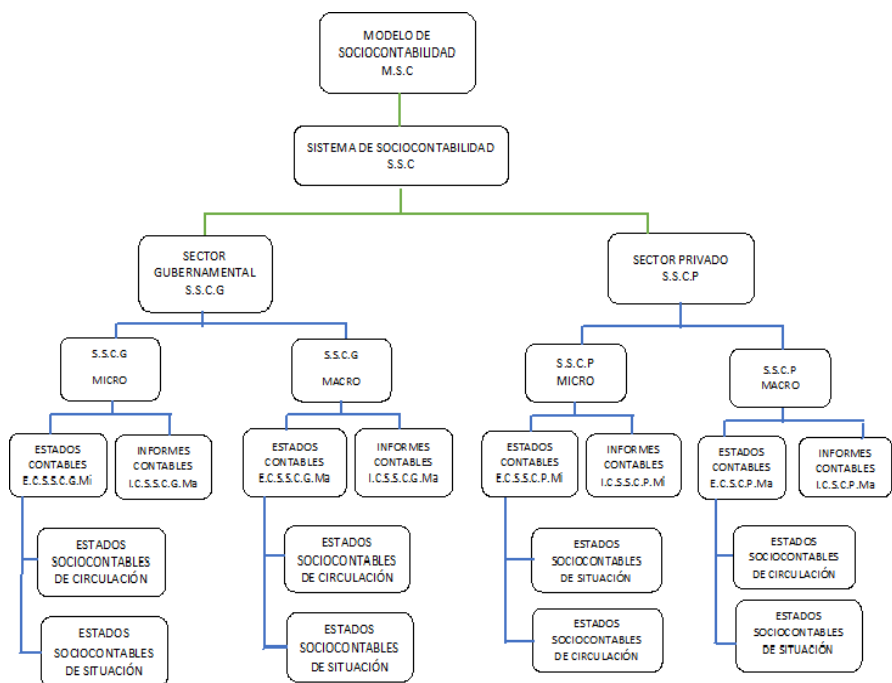 MODELO DE
SOCIOCONTABILIDAD
M.S.C
SISTEMA DE SOCIOCONTABILIDAD
S.S.C
SECTOR
GUBERNAMENTAL
S.S.C.G
SECTOR PRIVADO
S.S.C.P
S.S.C.G
MICRO
S.S.C.G
MACRO
S.S.C.P
MICRO
S.S.C.P
MACRO
ESTADOS
CONTABLES
E.C.S.S.C.G.Mi
INFORMES
CONTABLES
I.C.S.S.C.G.Ma
ESTADOS
CONTABLES
E.C.S.S.C.G.Ma
INFORMES
CONTABLES
I.C.S.S.C.G.Ma
ESTADOS
CONTABLES
E.C.S.S.C.P.Mi
INFORMES
CONTABLES
I.C.S.S.C.P.Mi
ESTADOS
CONTABLES
E.C.S.C.P.Ma
INFORMES
CONTABLES
I.C.S.C.P.Ma
ESTADOS
SOCIOCONTABLES
DE CIRCULACIÓN
ESTADOS
SOCIOCONTABLES
DE CIRCULACIÓN
ESTADOS
SOCIOCONTABLES
DE SITUACIÓN
ESTADOS
SOCIOCONTABLES
DE CIRCULACIÓN
ESTADOS
SOCIOCONTABLES
DE SITUACIÓN
ESTADOS
SOCIOCONTABLES
DE SITUACIÓN
ESTADOS
SOCIOCONTABLES
DE CIRCULACIÓN
ESTADOS
SOCIOCONTABLES
DE SITUACIÓN